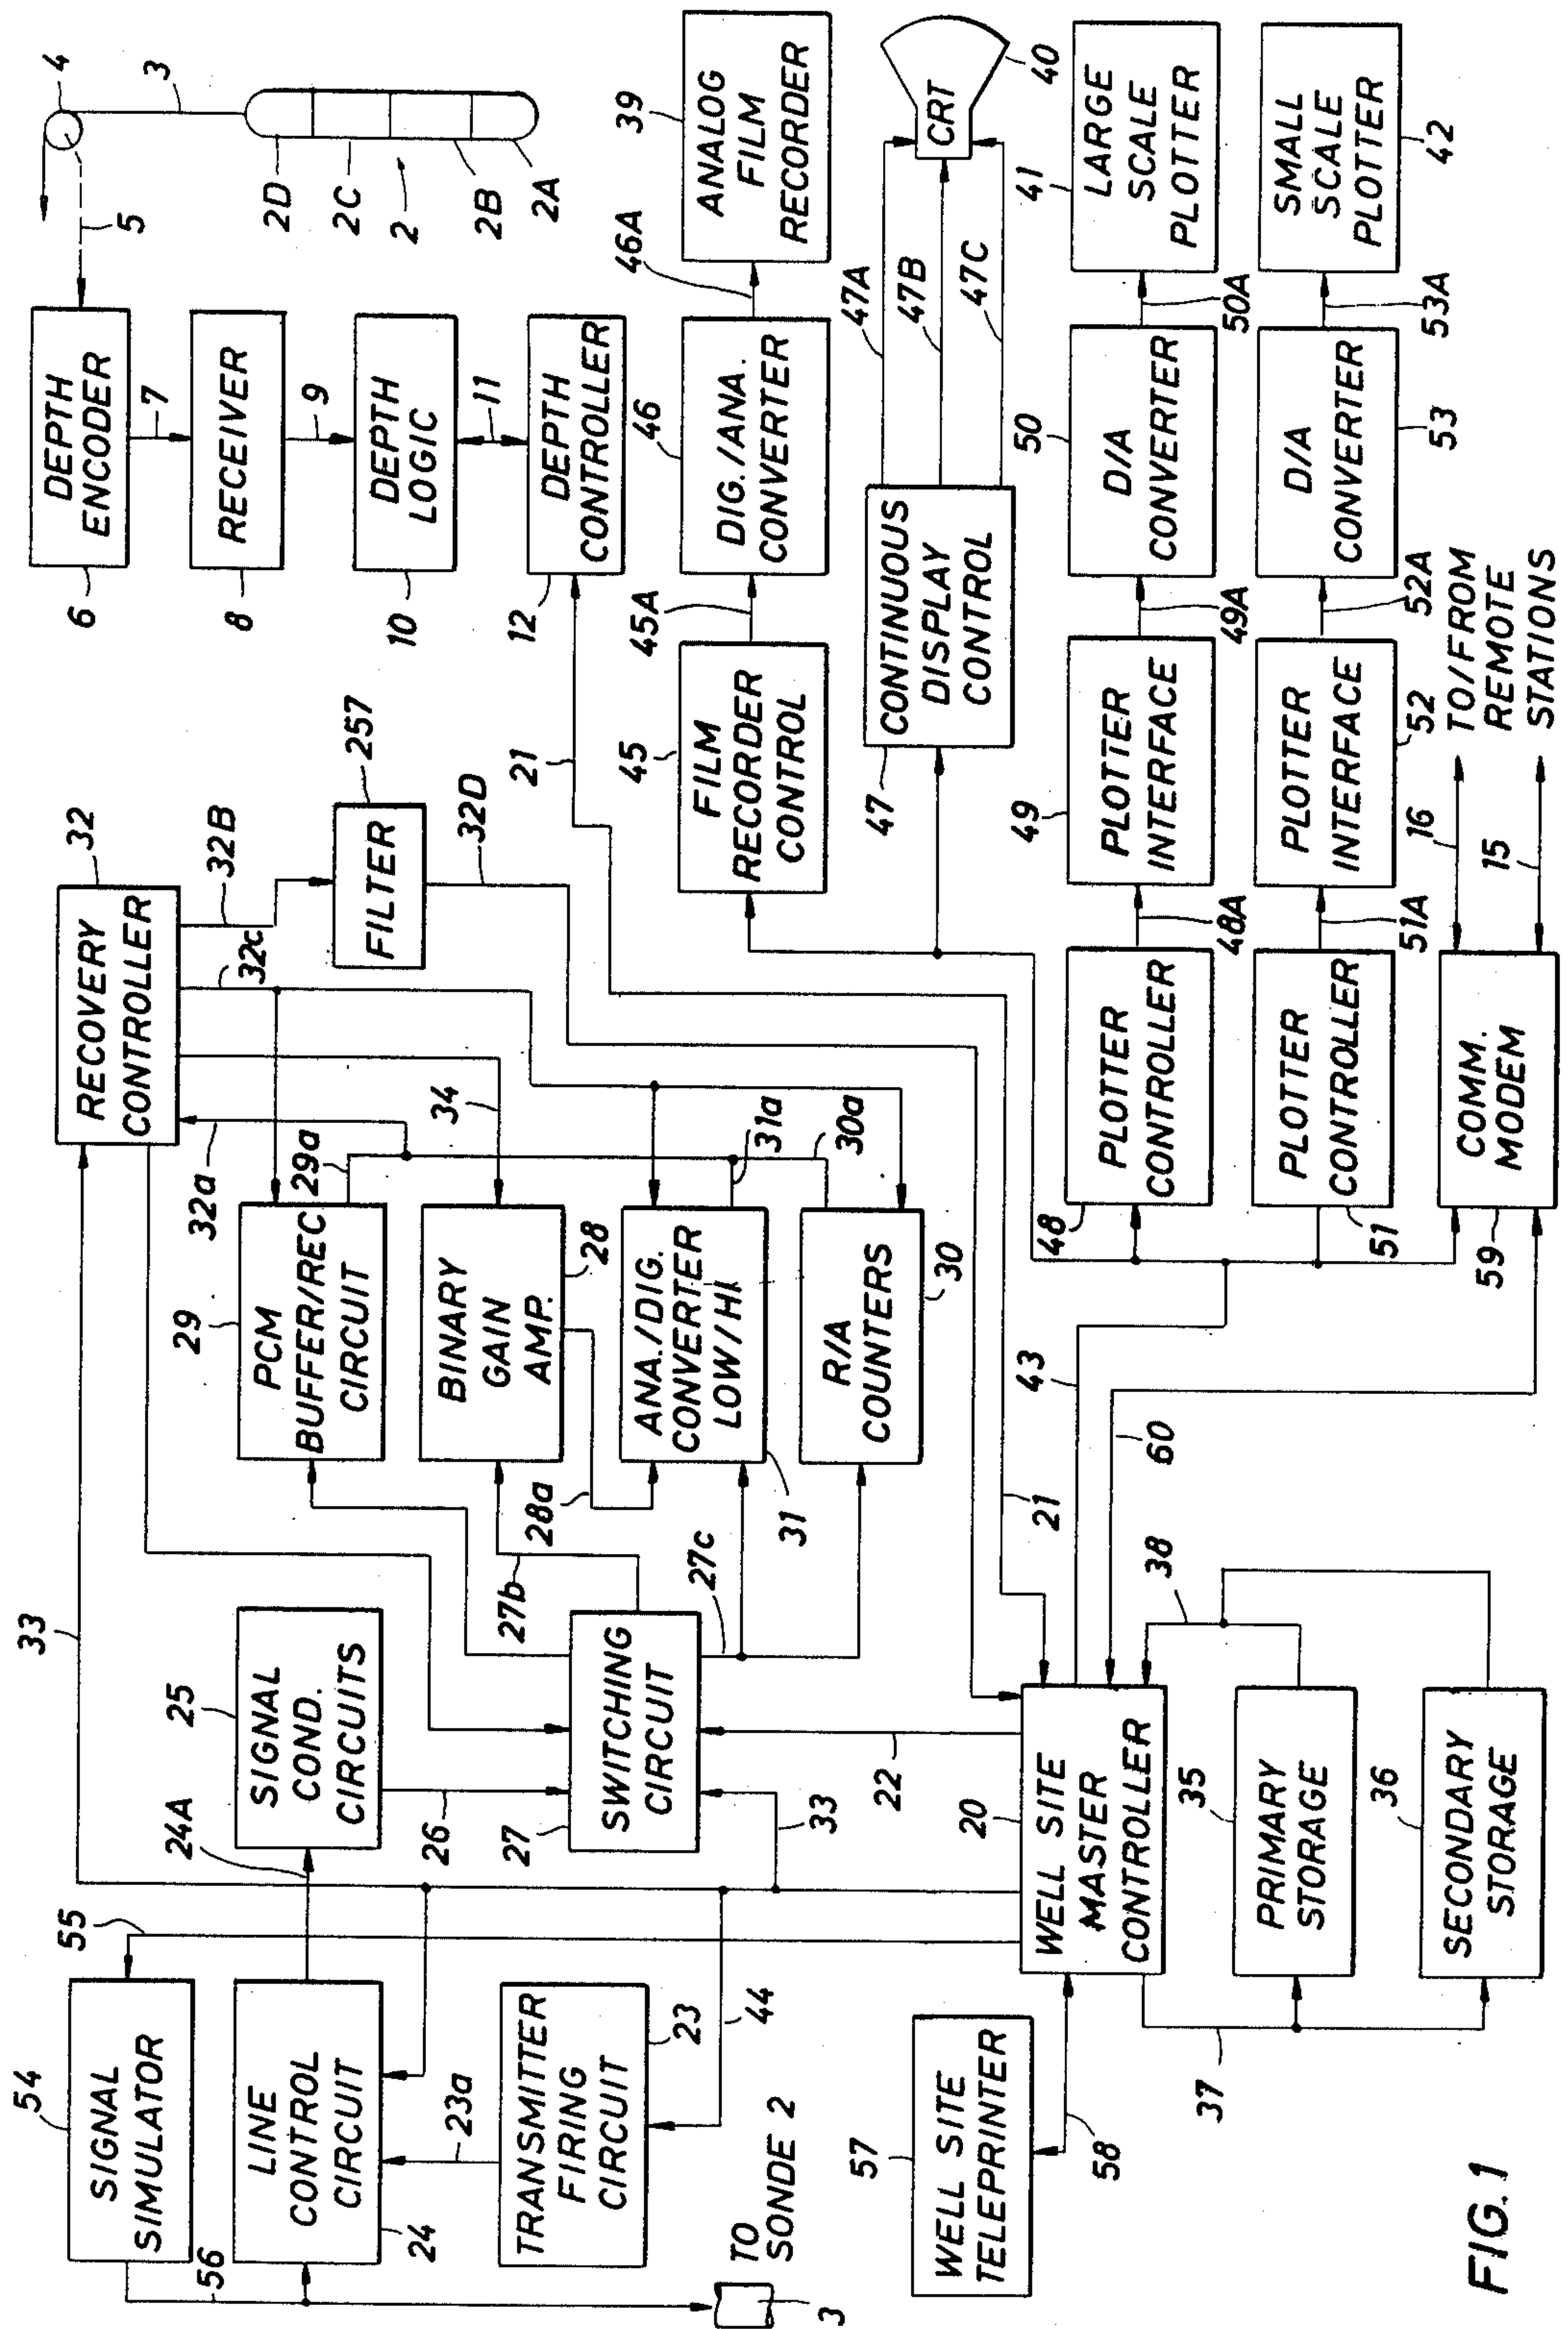 54
SIGNAL
SIMULATOR
55
56
LINE
CONTROL
CIRCUIT
24
24A
23a
TRANSMITTER
FIRING
CIRCUIT
23
44
TO
SONDE 2
3
33
SIGNAL
COND.
CIRCUITS
25
26
SWITCHING
CIRCUIT
27
27b
27c
22
33
RECOVERY
CONTROLLER
32
32a
32B
32c
32D
34
FILTER
257
PCM
BUFFER/REC
CIRCUIT
29
29a
BINARY
GAIN
AMP.
28
28a
ANA./DIG.
CONVERTER
LOW/HI
31
31a
R/A
COUNTERS
30
30a
4
3
5
2D
2C
2
2B
2A
DEPTH
ENCODER
6
7
RECEIVER
8
9
DEPTH
LOGIC
10
11
DEPTH
CONTROLLER
12
21
21
WELL SITE
MASTER
CONTROLLER
20
43
60
38
PRIMARY
STORAGE
35
SECONDARY
STORAGE
36
37
WELL SITE
TELEPRINTER
57
58
FILM
RECORDER
CONTROL
45
45A
DIG./ANA.
CONVERTER
46
46A
ANALOG
FILM
RECORDER
39
CONTINUOUS
DISPLAY
CONTROL
47
47A
47B
47C
CRT
40
PLOTTER
CONTROLLER
48
48A
PLOTTER
INTERFACE
49
49A
D/A
CONVERTER
50
50A
LARGE
SCALE
PLOTTER
41
PLOTTER
CONTROLLER
51
51A
PLOTTER
INTERFACE
52
52A
D/A
CONVERTER
53
53A
SMALL
SCALE
PLOTTER
42
COMM.
MODEM
59
16
15
TO/FROM
REMOTE
STATIONS
FIG. 1